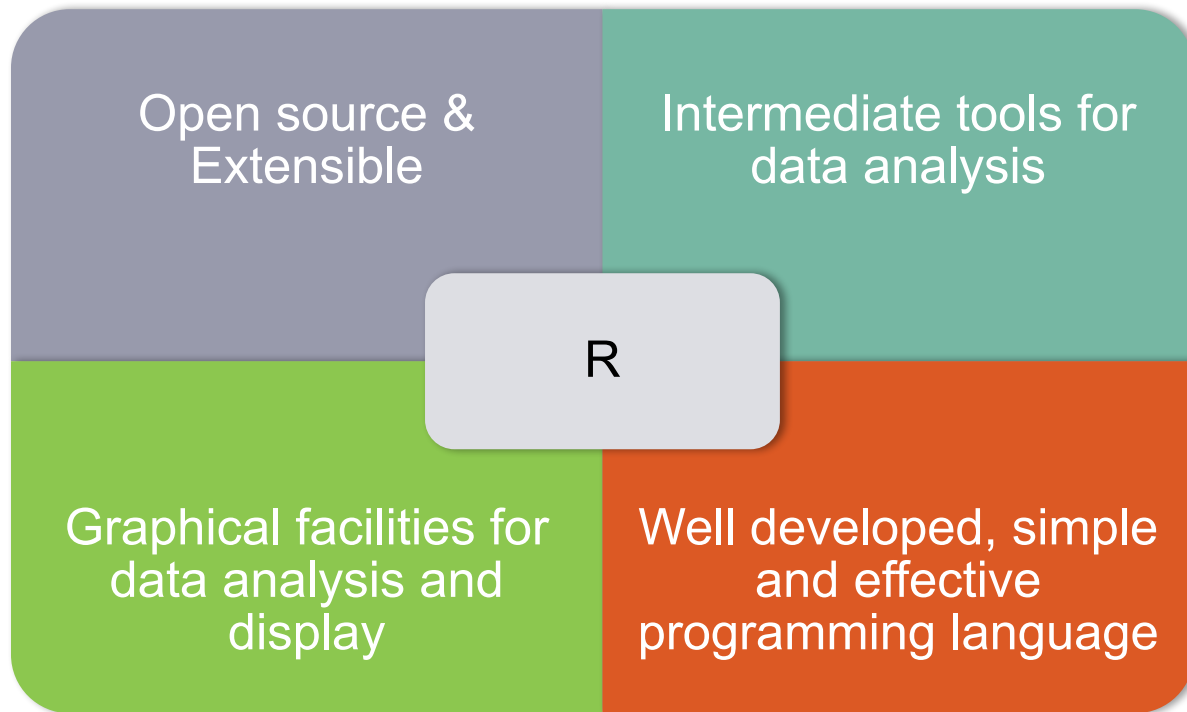 Open source &
Extensible
Intermediate tools for
data analysis
R
Graphical facilities for
data analysis and
display
Well developed, simple
and effective
programming language